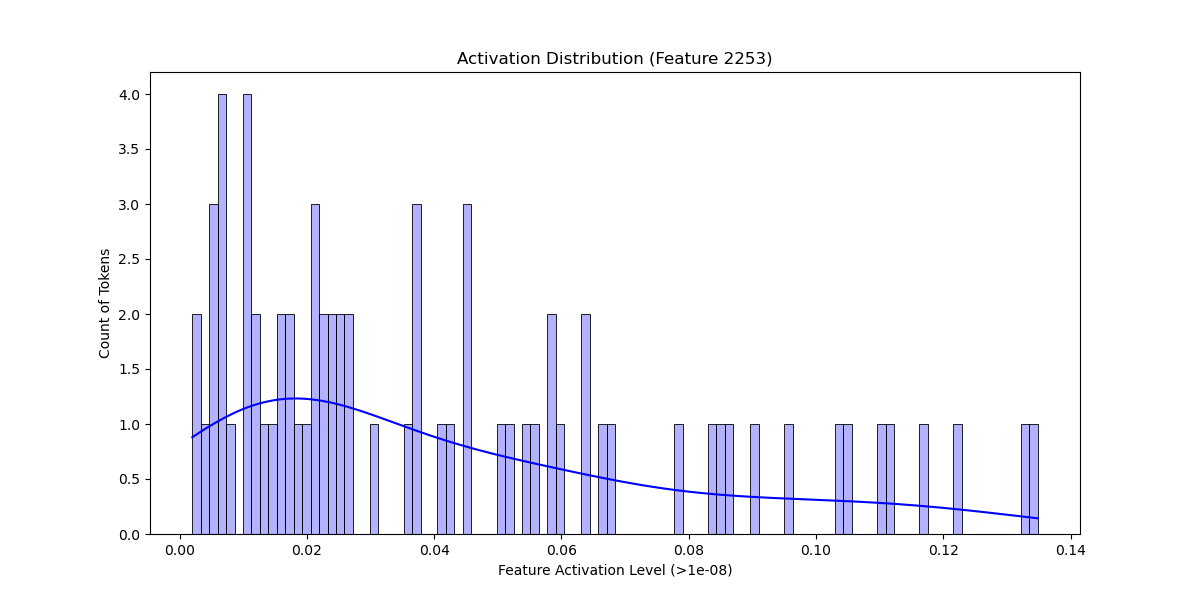 Activation Distribution (Feature 2253)
4.0
3.5
3.0
2.5
2.0
1.5
1.0
0.5
0.0
Count of Tokens
0.00 0.02 0.04 0.06 0.08 0.10 0.12 0.14
Feature Activation Level (>1e-08)